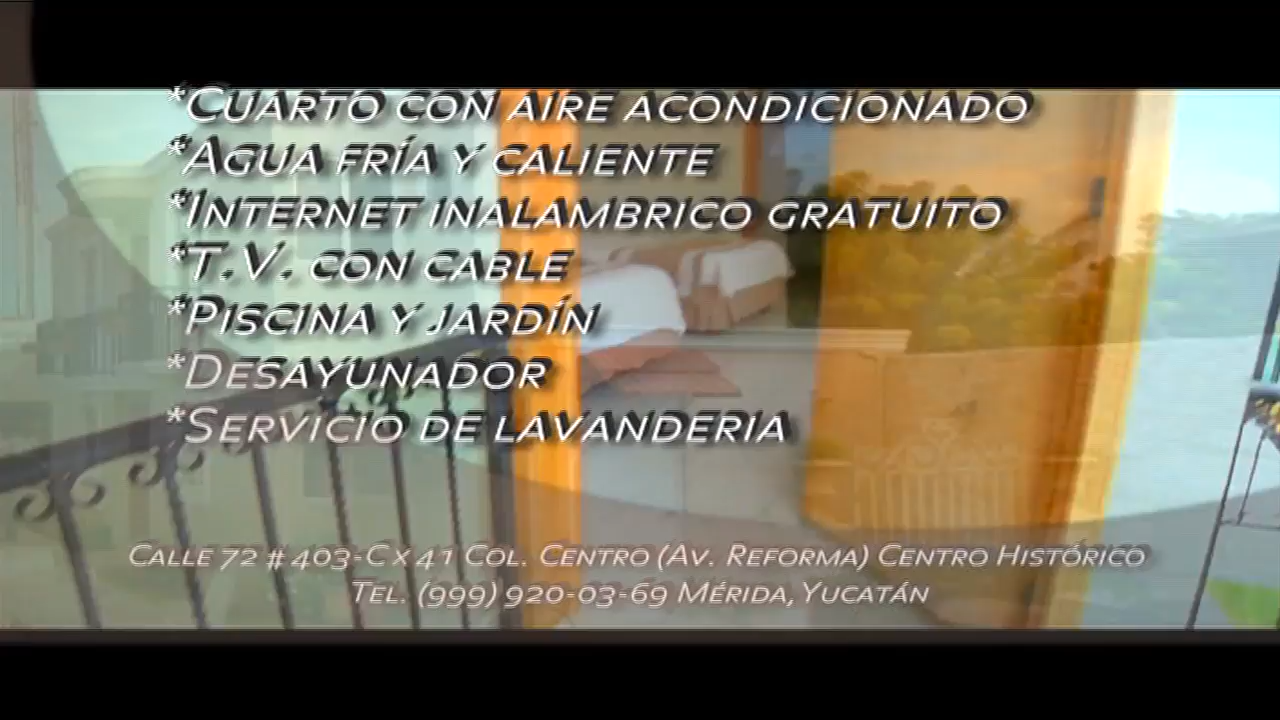 *Cuarto con aire acondicionado
*Agua fría y caliente
*Internet inalambrico gratuito
*T.V. con cable
*Piscina y jardín
*Desayunador
*Servicio de lavanderia
Calle 72 # 403-C x 41 Col. Centro (Av. Reforma) Centro Histórico
Tel. (999) 920-03-69 Mérida, Yucatán